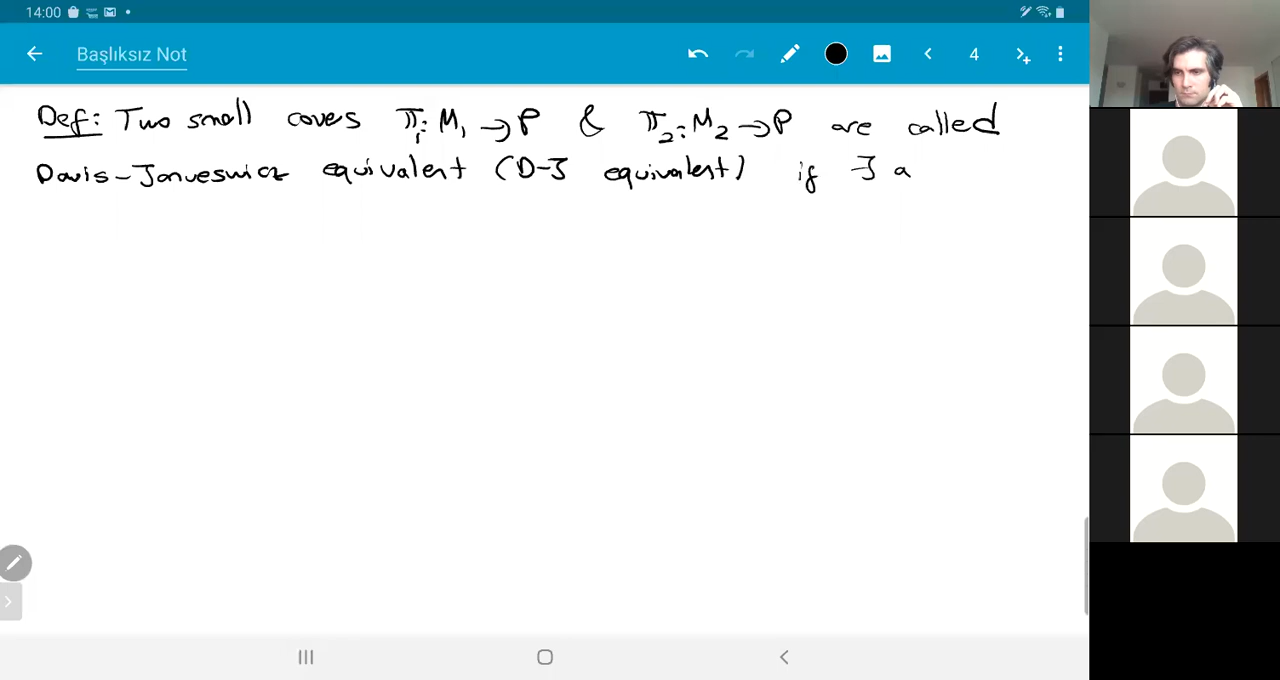 14:00
Başlıksız Not
4
Def: Two small covers π₁: M₁ → P & π₂: M₂ → P are called
Davis-Janueswicz equivalent (D-J equivalent) if ∃ a